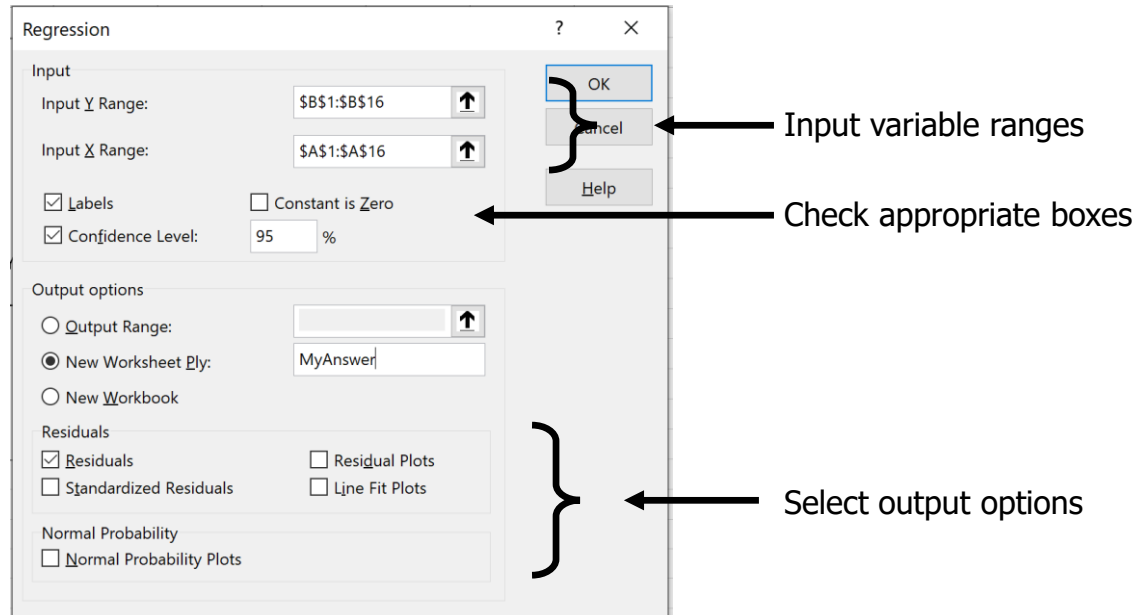 Regression ? ×
Input
Input Y Range: $B$1:$B$16
OK
Input X Range: $A$1:$A$16
Input variable ranges
Help
Labels Constant is Zero
Check appropriate boxes
Confidence Level: 95 %
Output options
Output Range:
New Worksheet Ply: MyAnswer
New Workbook
Residuals
Residuals Residual Plots
Standardized Residuals Line Fit Plots
Select output options
Normal Probability
Normal Probability Plots